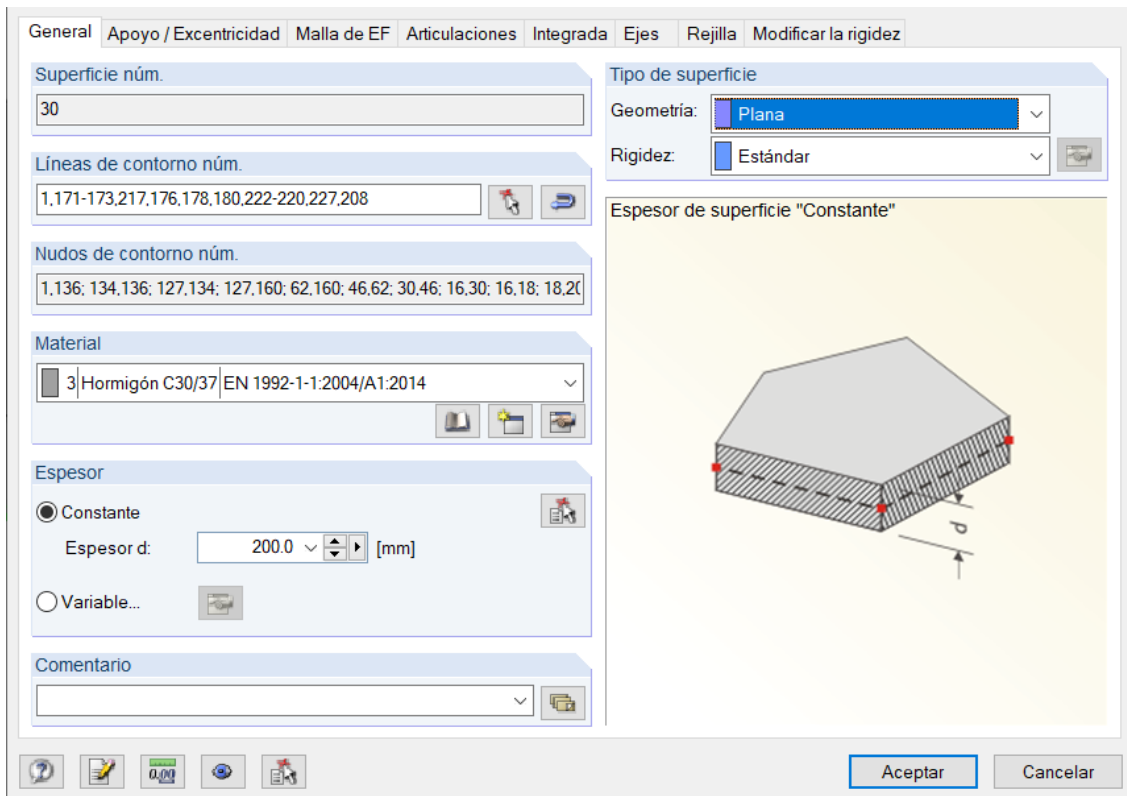 General Apoyo / Excentricidad Malla de EF Articulaciones Integrada Ejes Rejilla Modificar la rigidez
Superficie núm.
30
Líneas de contorno núm.
1,171-173,217,176,178,180,222-220,227,208
Nudos de contorno núm.
1,136; 134,136; 127,134; 127,160; 62,160; 46,62; 30,46; 16,30; 16,18; 18,20
Material
3 Hormigón C30/37 EN 1992-1-1:2004/A1:2014
Espesor
Constante
Espesor d: 200.0 [mm]
Variable...
Comentario
Tipo de superficie
Geometría: Plana
Rigidez: Estándar
Espesor de superficie "Constante"
d
0,00
Aceptar Cancelar